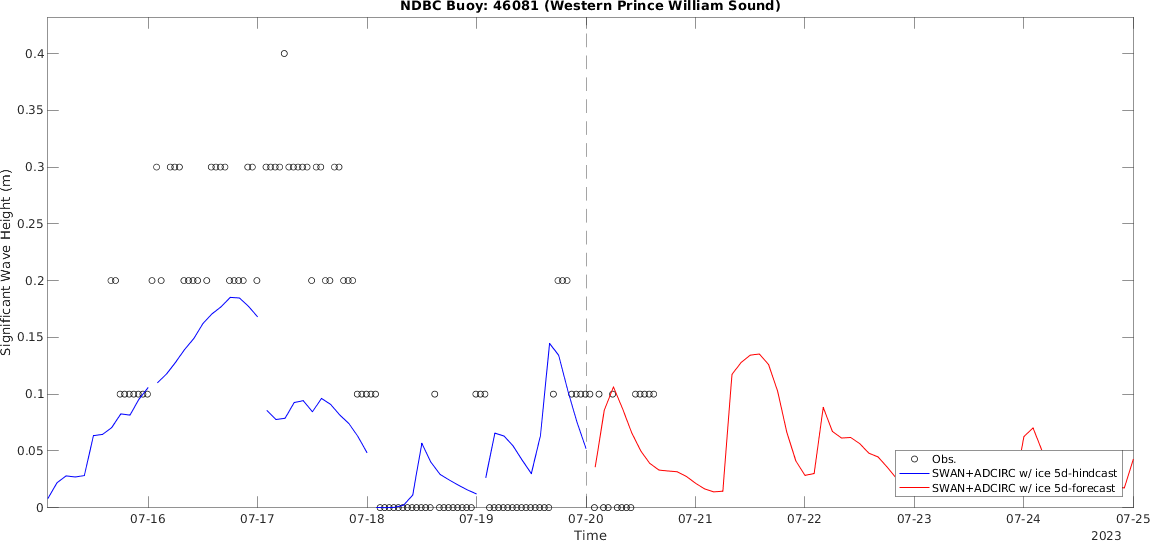 NDBC Buoy: 46081 (Western Prince William Sound)
0.4
0.35
0.3
0.25
0.2
0.15
0.1
0.05
0
Significant Wave Height (m)
07-16 07-17 07-18 07-19 07-20 07-21 07-22 07-23 07-24 07-25
Time
2023
Obs.
SWAN+ADCIRC w/ ice 5d-hindcast
SWAN+ADCIRC w/ ice 5d-forecast